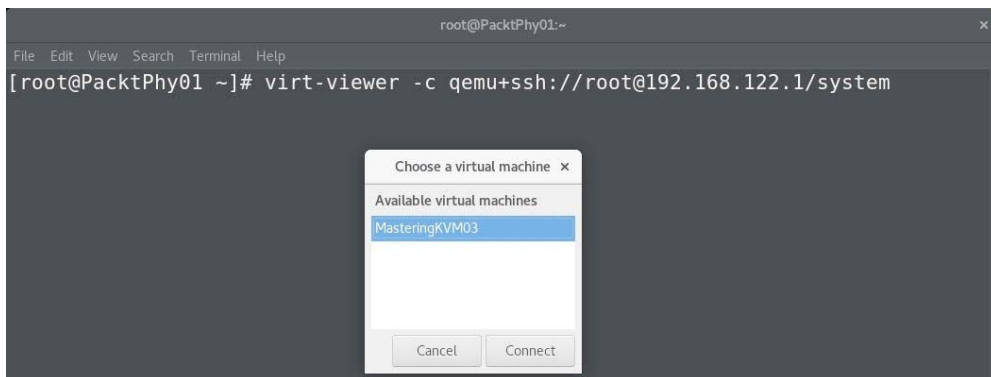 root@PacktPhy01:~ ×
File Edit View Search Terminal Help
[root@PacktPhy01 ~]# virt-viewer -c qemu+ssh://root@192.168.122.1/system
Choose a virtual machine ×
Available virtual machines
MasteringKVM03
Cancel Connect